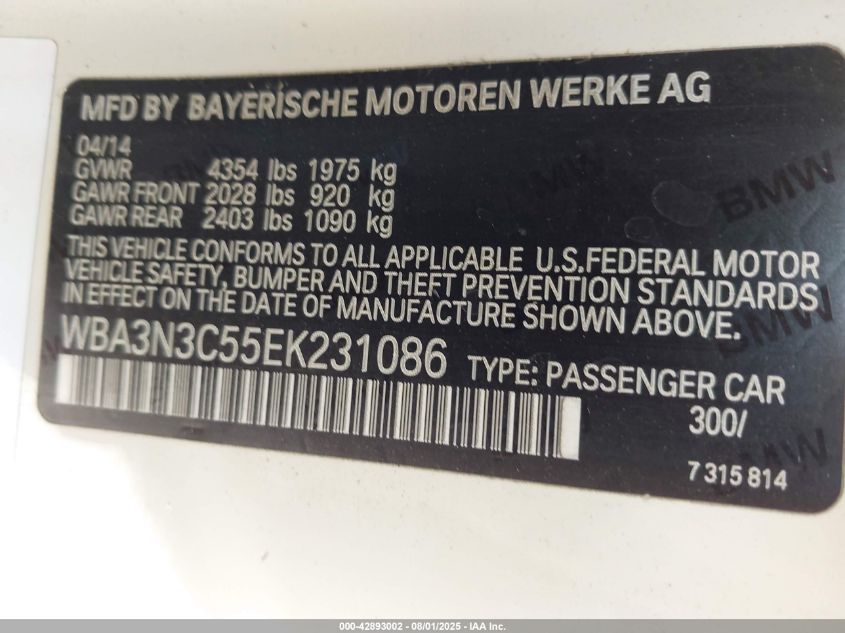 MFD BY BAYERISCHE MOTOREN WERKE AG
04/14
GVWR 4354 lbs 1975 kg
GAWR FRONT 2028 lbs 920 kg
GAWR REAR 2403 lbs 1090 kg
THIS VEHICLE CONFORMS TO ALL APPLICABLE U.S.FEDERAL MOTOR
VEHICLE SAFETY, BUMPER AND THEFT PREVENTION STANDARDS
IN EFFECT ON THE DATE OF MANUFACTURE SHOWN ABOVE.
WBA3N3C55EK231086 TYPE: PASSENGER CAR
300/
7 315 814
BMW
BMW
000-42893002 - 08/01/2025 - IAA Inc.